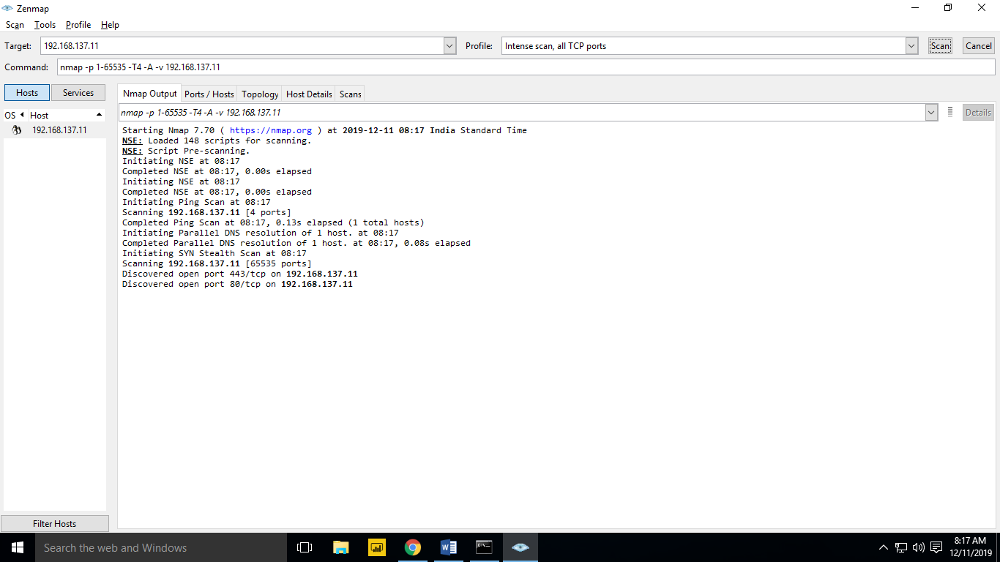 Zenmap
Scan Tools Profile Help
Target: 192.168.137.11 Profile: Intense scan, all TCP ports Scan Cancel
Command: nmap -p 1-65535 -T4 -A -v 192.168.137.11
Hosts Services
OS Host
192.168.137.11
Filter Hosts
Nmap Output Ports / Hosts Topology Host Details Scans
nmap -p 1-65535 -T4 -A -v 192.168.137.11 Details
Starting Nmap 7.70 ( https://nmap.org ) at 2019-12-11 08:17 India Standard Time
NSE: Loaded 148 scripts for scanning.
NSE: Script Pre-scanning.
Initiating NSE at 08:17
Completed NSE at 08:17, 0.00s elapsed
Initiating NSE at 08:17
Completed NSE at 08:17, 0.00s elapsed
Initiating Ping Scan at 08:17
Scanning 192.168.137.11 [4 ports]
Completed Ping Scan at 08:17, 0.13s elapsed (1 total hosts)
Initiating Parallel DNS resolution of 1 host. at 08:17
Completed Parallel DNS resolution of 1 host. at 08:17, 0.08s elapsed
Initiating SYN Stealth Scan at 08:17
Scanning 192.168.137.11 [65535 ports]
Discovered open port 443/tcp on 192.168.137.11
Discovered open port 80/tcp on 192.168.137.11
Search the web and Windows
8:17 AM
12/11/2019